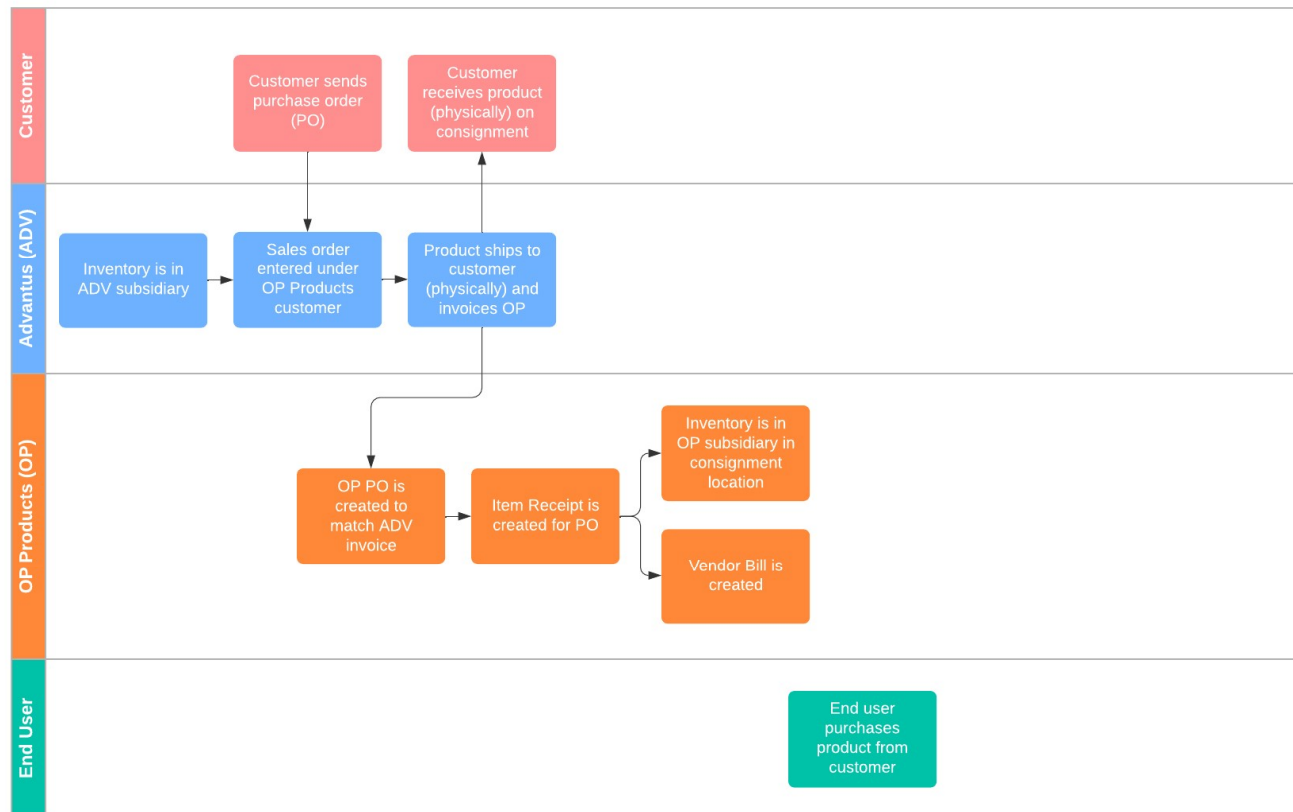 Customer
Customer sends
purchase order
(PO)
Customer
receives product
(physically) on
consignment
Advantus (ADV)
Inventory is in
ADV subsidiary
Sales order
entered under
OP Products
customer
Product ships to
customer
(physically) and
invoices OP
OP Products (OP)
OP PO is
created to
match ADV
invoice
Item Receipt is
created for PO
Inventory is in
OP subsidiary in
consignment
location
Vendor Bill is
created
End User
End user
purchases
product from
customer